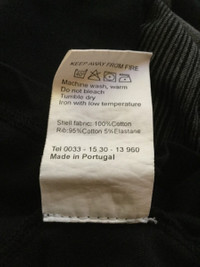 KEEP AWAY FROM FIRE
Machine wash, warm
Do not bleach
Tumble dry
Iron with low temperature
Shell fabric: 100%Cotton
Rib:95%Cotton 5%Elastane
Tel 0033 - 15.30 - 13 960
Made in Portugal